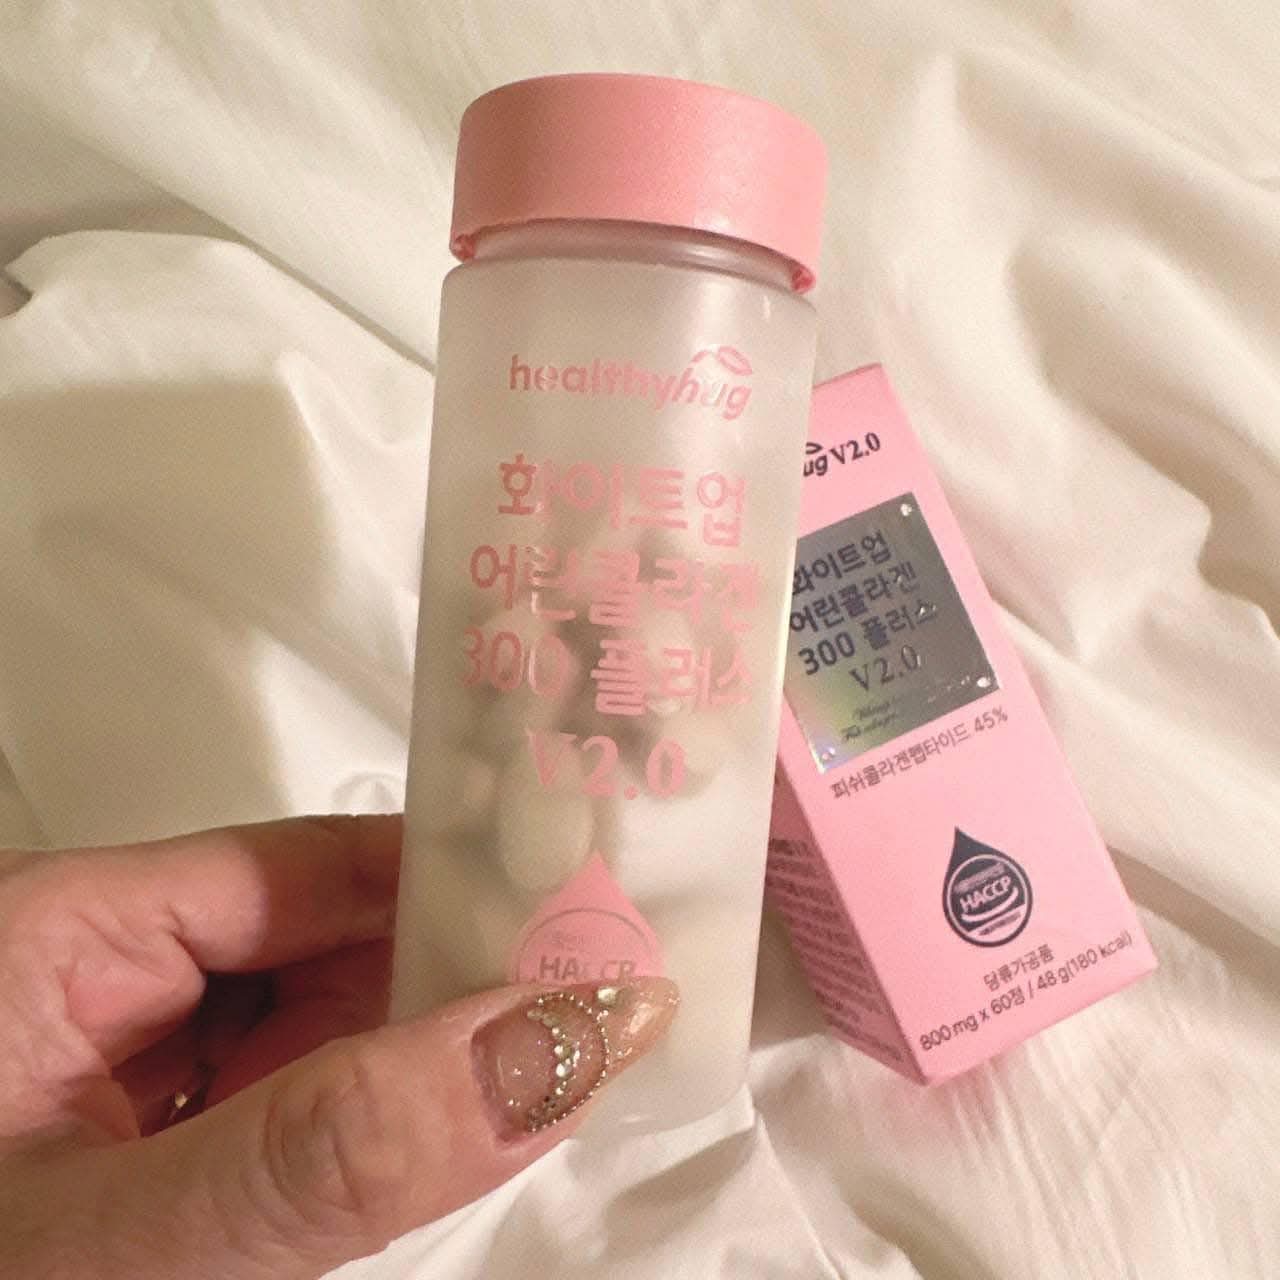 healthyhug
화이트업
어린콜라겐
300 플러스
V2.0
HACCP
ug V2.0
화이트업
어린콜라겐
300 플러스
V2.0
피쉬콜라겐펩타이드 45%
HACCP
당류가공품
800 mg x 60정 / 48 g(180 kcal)